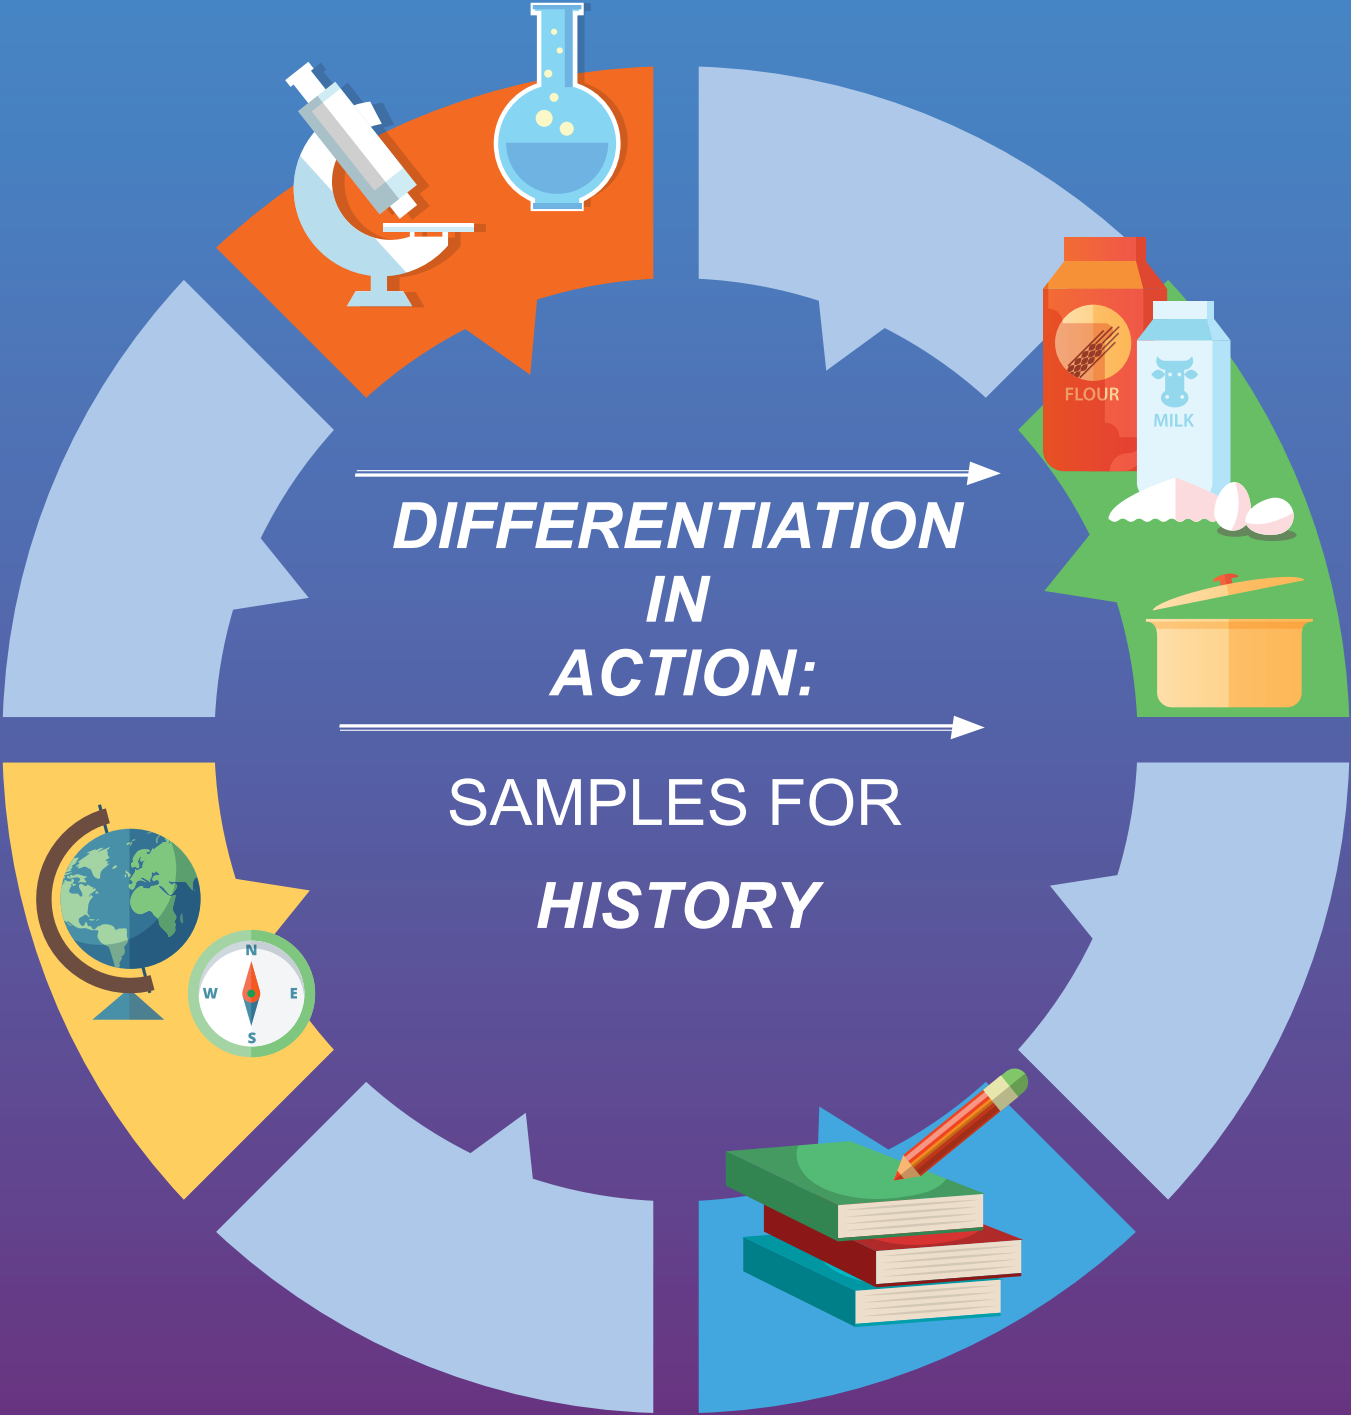 FLOUR
MILK
DIFFERENTIATION
IN
ACTION:
SAMPLES FOR
HISTORY
N
W E
S